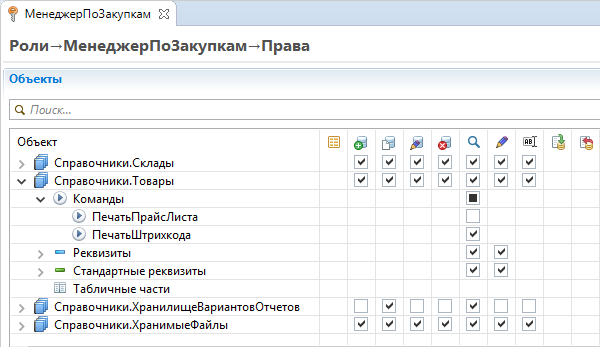 МенеджерПоЗакупкам
Роли→МенеджерПоЗакупкам→Права
Объекты
Поиск...
Объект
Справочники.Склады
Справочники.Товары
Команды
ПечатьПрайсЛиста
ПечатьШтрихкода
Реквизиты
Стандартные реквизиты
Табличные части
Справочники.ХранилищеВариантовОтчетов
Справочники.ХранимыеФайлы